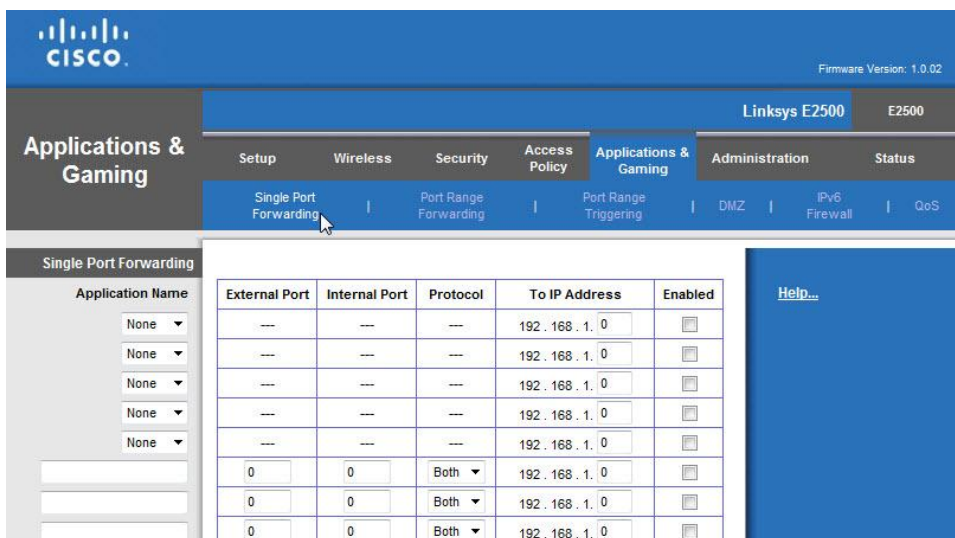 CISCO.
Firmware Version: 1.0.02
Linksys E2500 E2500
Applications & Gaming
Setup Wireless Security Access Policy Applications & Gaming Administration Status
Single Port Forwarding | Port Range Forwarding | Port Range Triggering | DMZ | IPv6 Firewall | QoS
Single Port Forwarding
Application Name External Port Internal Port Protocol To IP Address Enabled Help...
None --- --- --- 192 . 168 . 1. 0
None --- --- --- 192 . 168 . 1. 0
None --- --- --- 192 . 168 . 1. 0
None --- --- --- 192 . 168 . 1. 0
None --- --- --- 192 . 168 . 1. 0
0 0 Both 192 . 168 . 1. 0
0 0 Both 192 . 168 . 1. 0
0 0 Both 192 . 168 . 1. 0